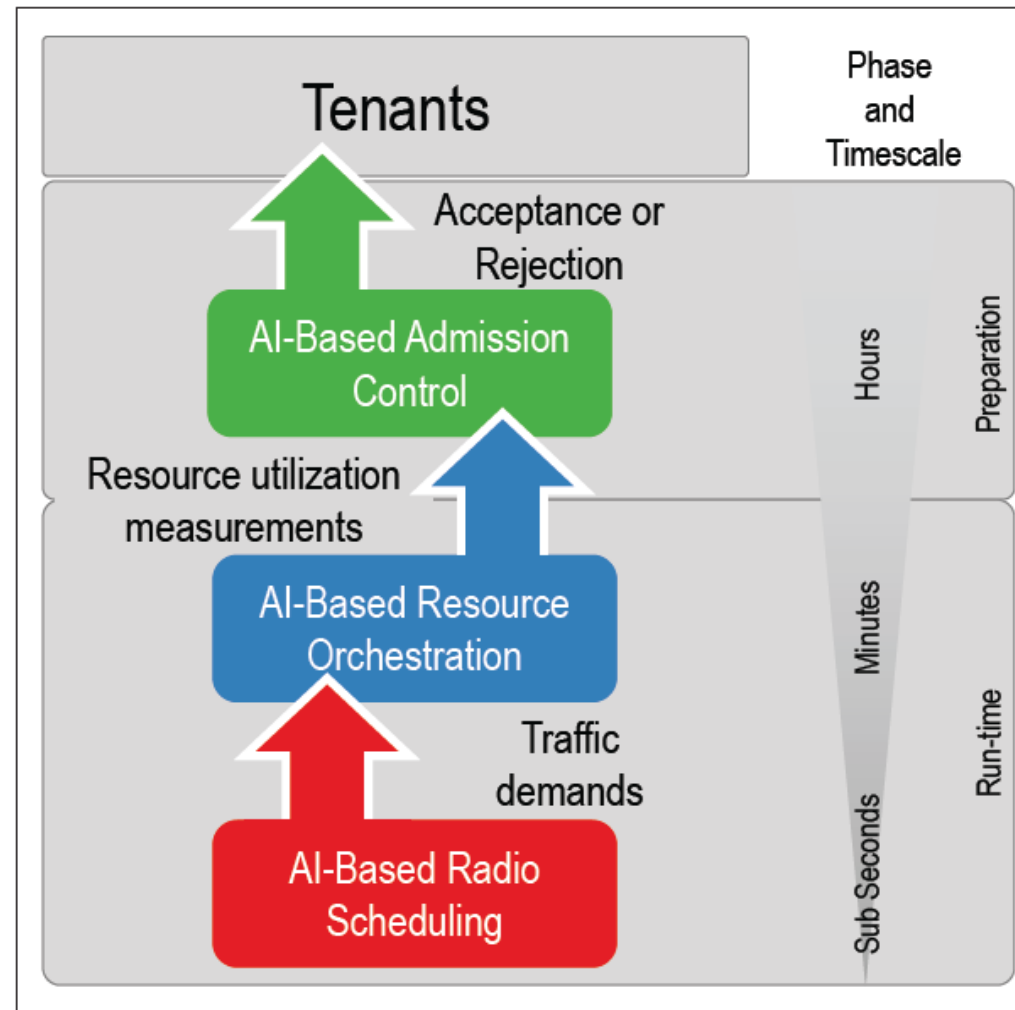 Tenants
Phase
and
Timescale
Acceptance or
Rejection
AI-Based Admission
Control
Hours
Preparation
Resource utilization
measurements
AI-Based Resource
Orchestration
Minutes
Run-time
Traffic
demands
AI-Based Radio
Scheduling
Sub Seconds